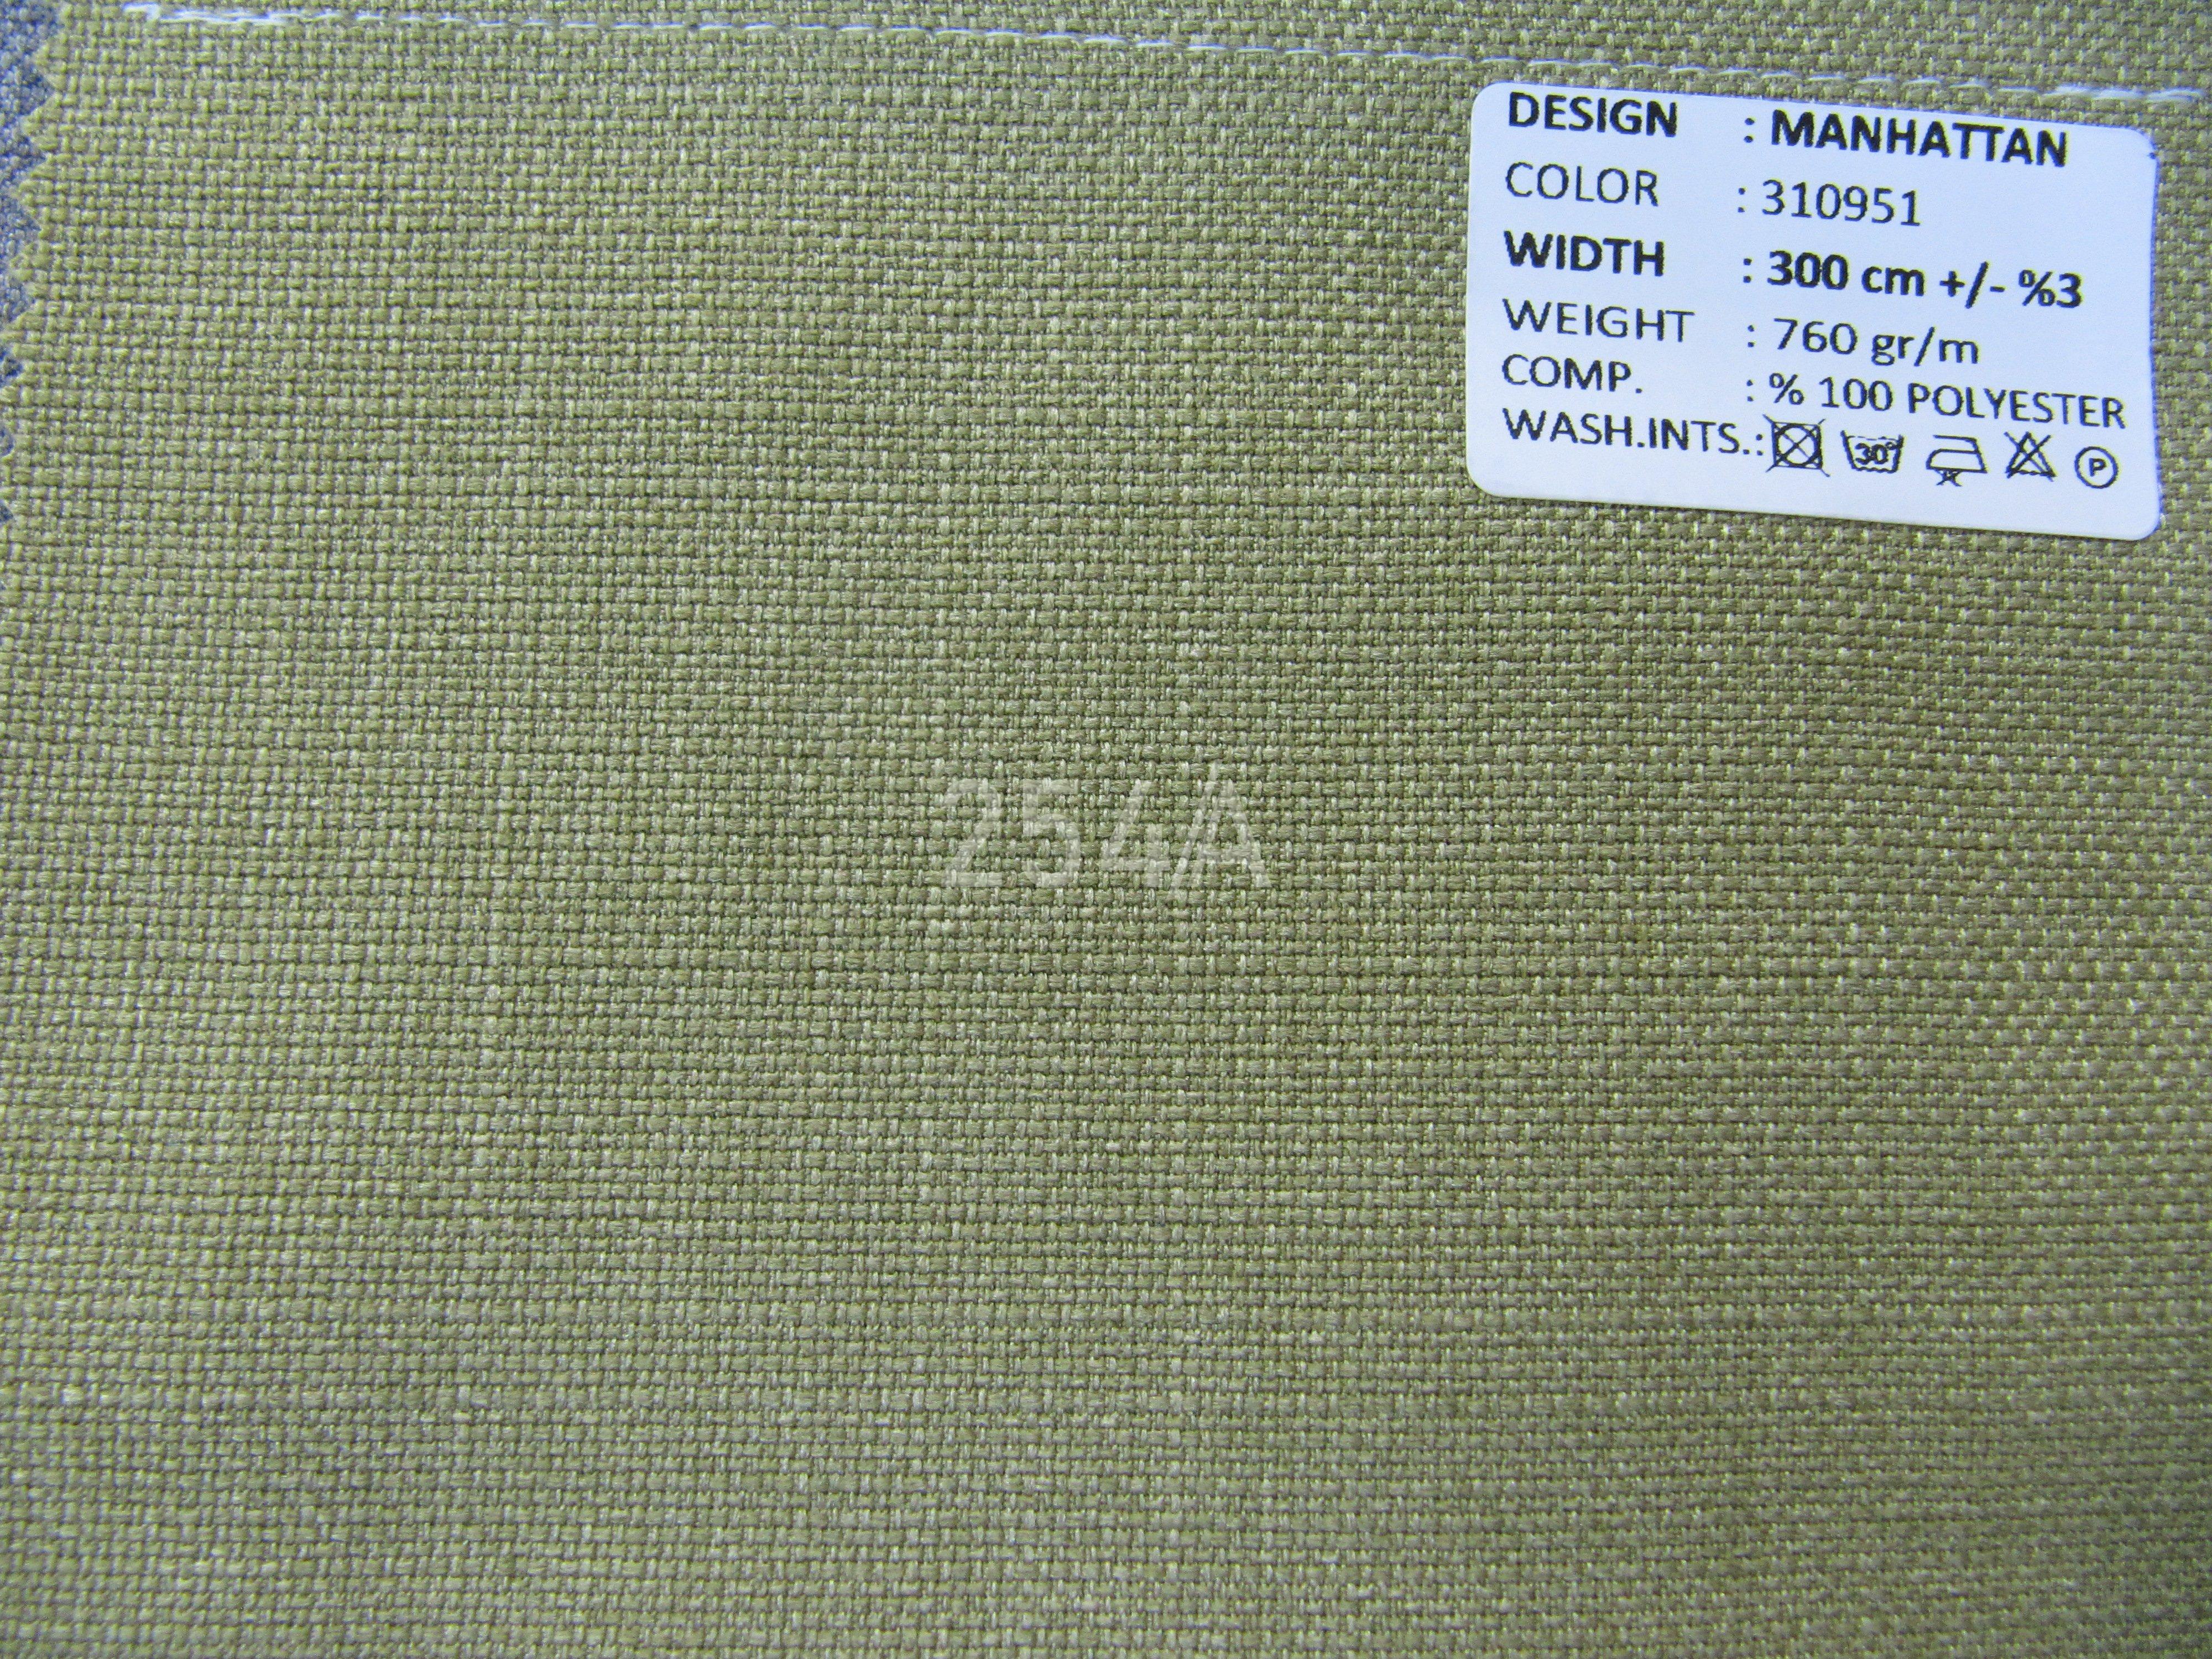 DESIGN : MANHATTAN
COLOR : 310951
WIDTH : 300 cm +/- %3
WEIGHT : 760 gr/m
COMP. : % 100 POLYESTER
WASH.INTS.: 30° P
254A